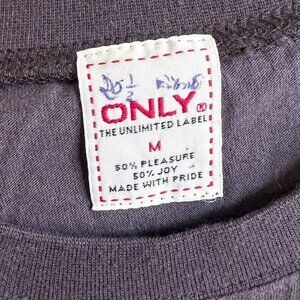 ONLY®
THE UNLIMITED LABEL
M
50% PLEASURE
50% JOY
MADE WITH PRIDE